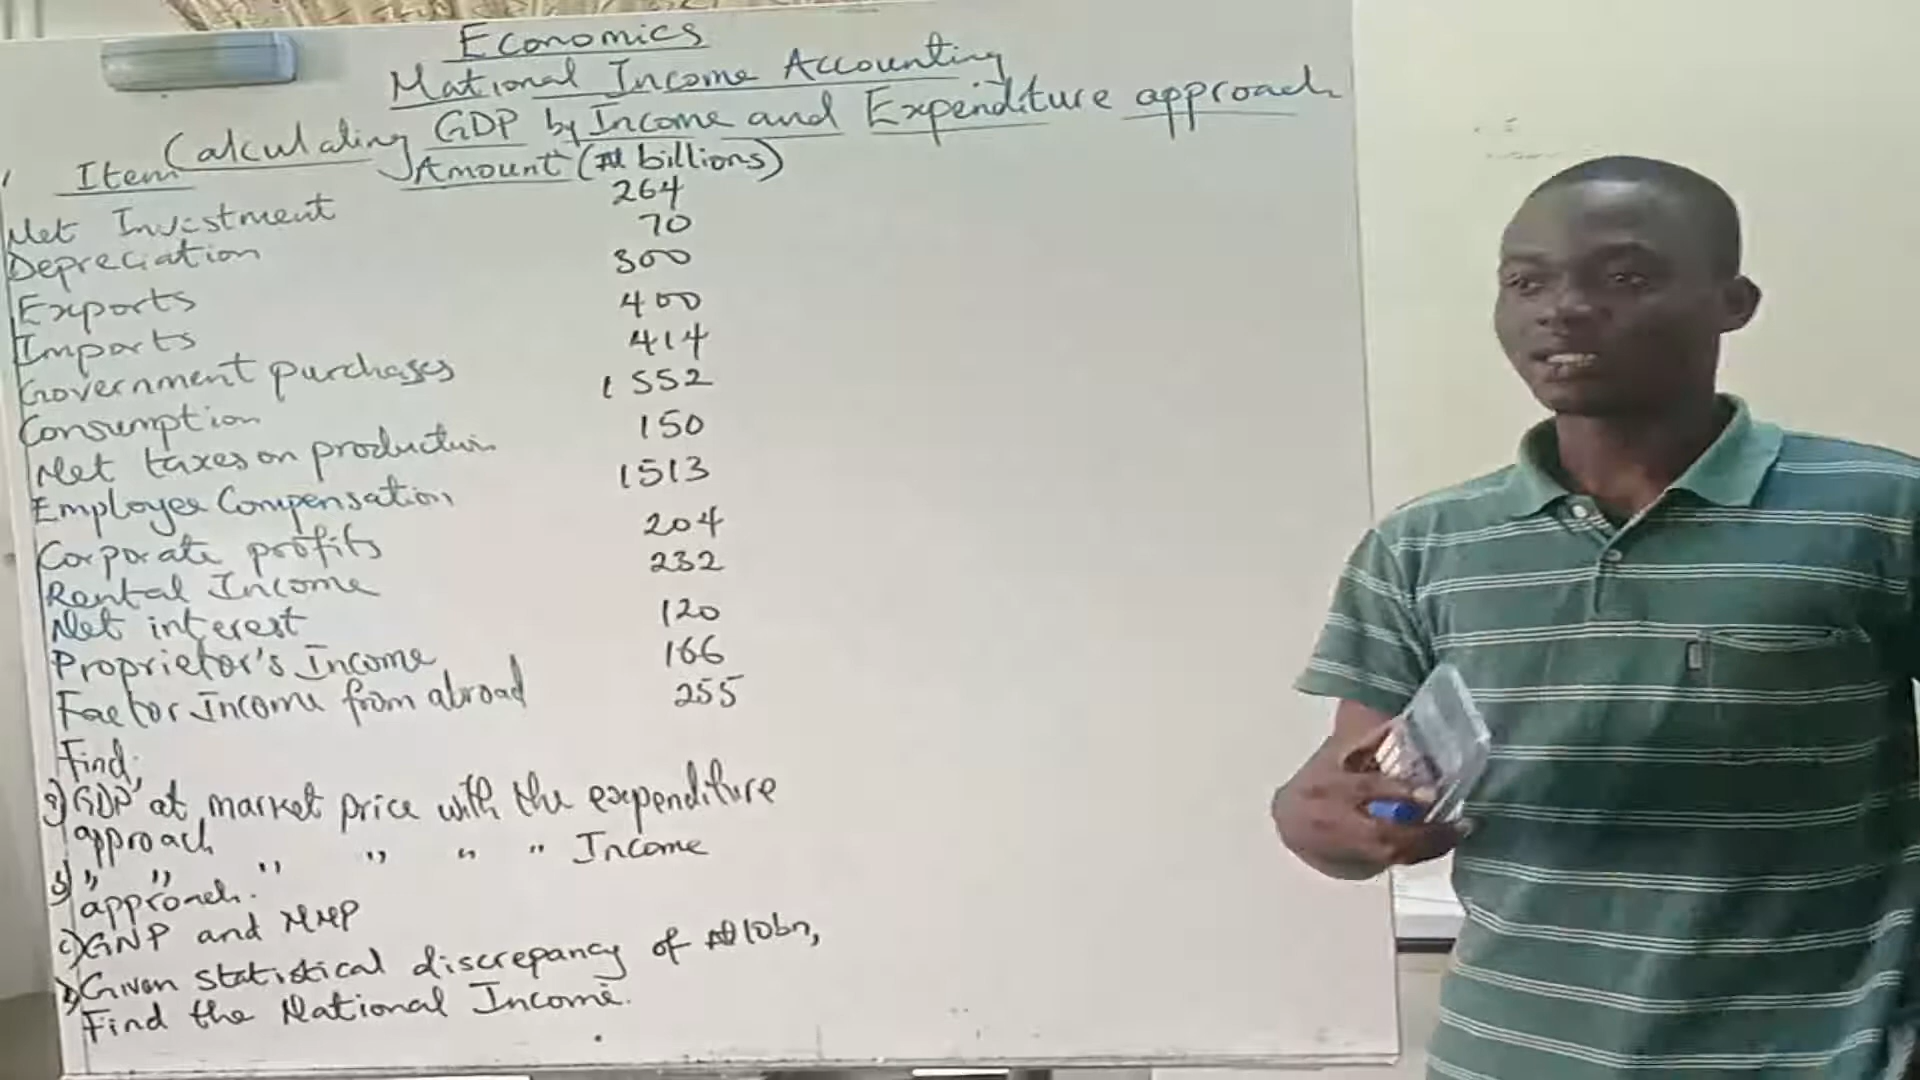 Economics
National Income Accounting
Calculating GDP by Income and Expenditure approach
1 Item Amount (₦ billions)
Net Investment 264
Depreciation 70
Exports 300
Imports 400
Government purchases 414
Consumption 1552
Net taxes on production 150
Employee Compensation 1513
Corporate profits 204
Rental Income 232
Net interest 120
Proprietor's Income 166
Factor Income from abroad 255
Find;
a) GDP at market price with the expenditure
approach
b) " " " " " " Income
approach.
c) GNP and NNP
D) Given statistical discrepancy of ₦10bn,
Find the National Income.